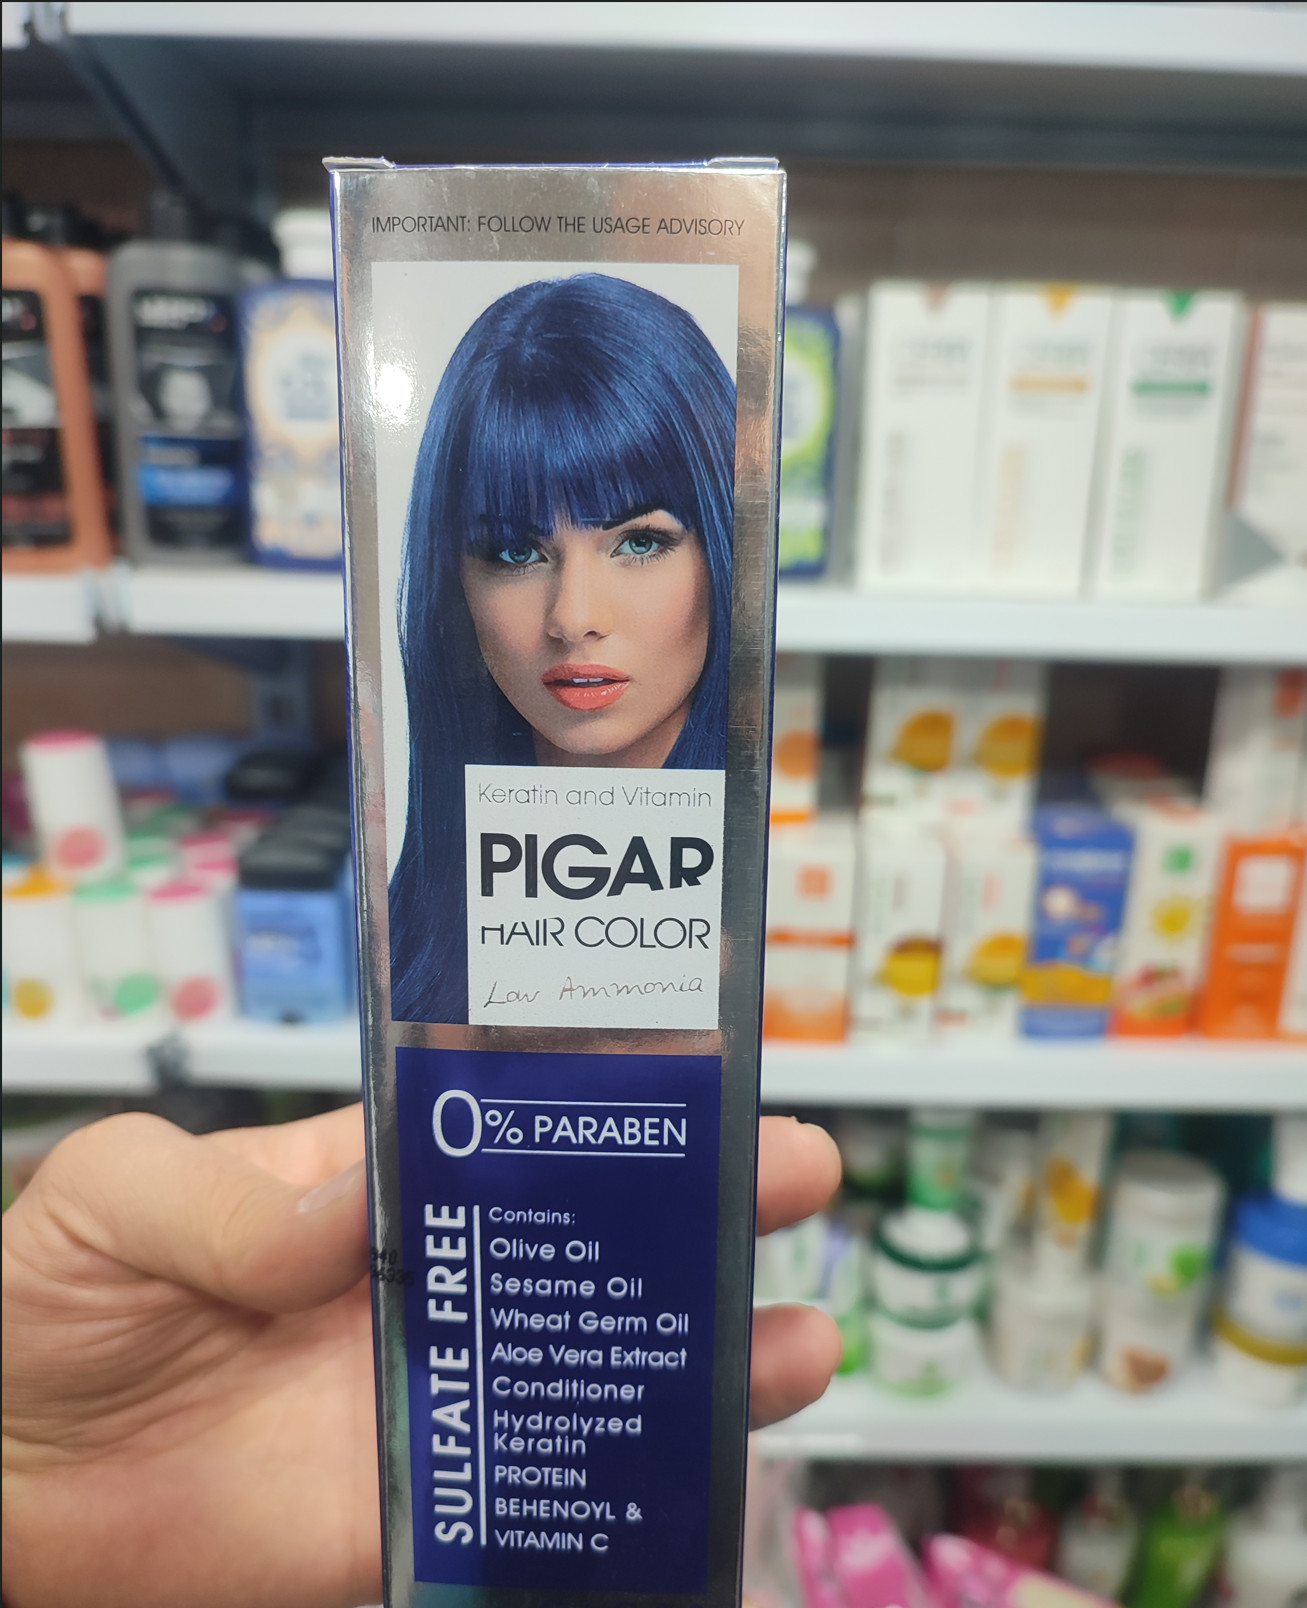 IMPORTANT: FOLLOW THE USAGE ADVISORY
Keratin and Vitamin
PIGAR
HAIR COLOR
Low Ammonia
0% PARABEN
SULFATE FREE
Contains:
Olive Oil
Sesame Oil
Wheat Germ Oil
Aloe Vera Extract
Conditioner
Hydrolyzed
Keratin
PROTEIN
BEHENOYL &
VITAMIN C